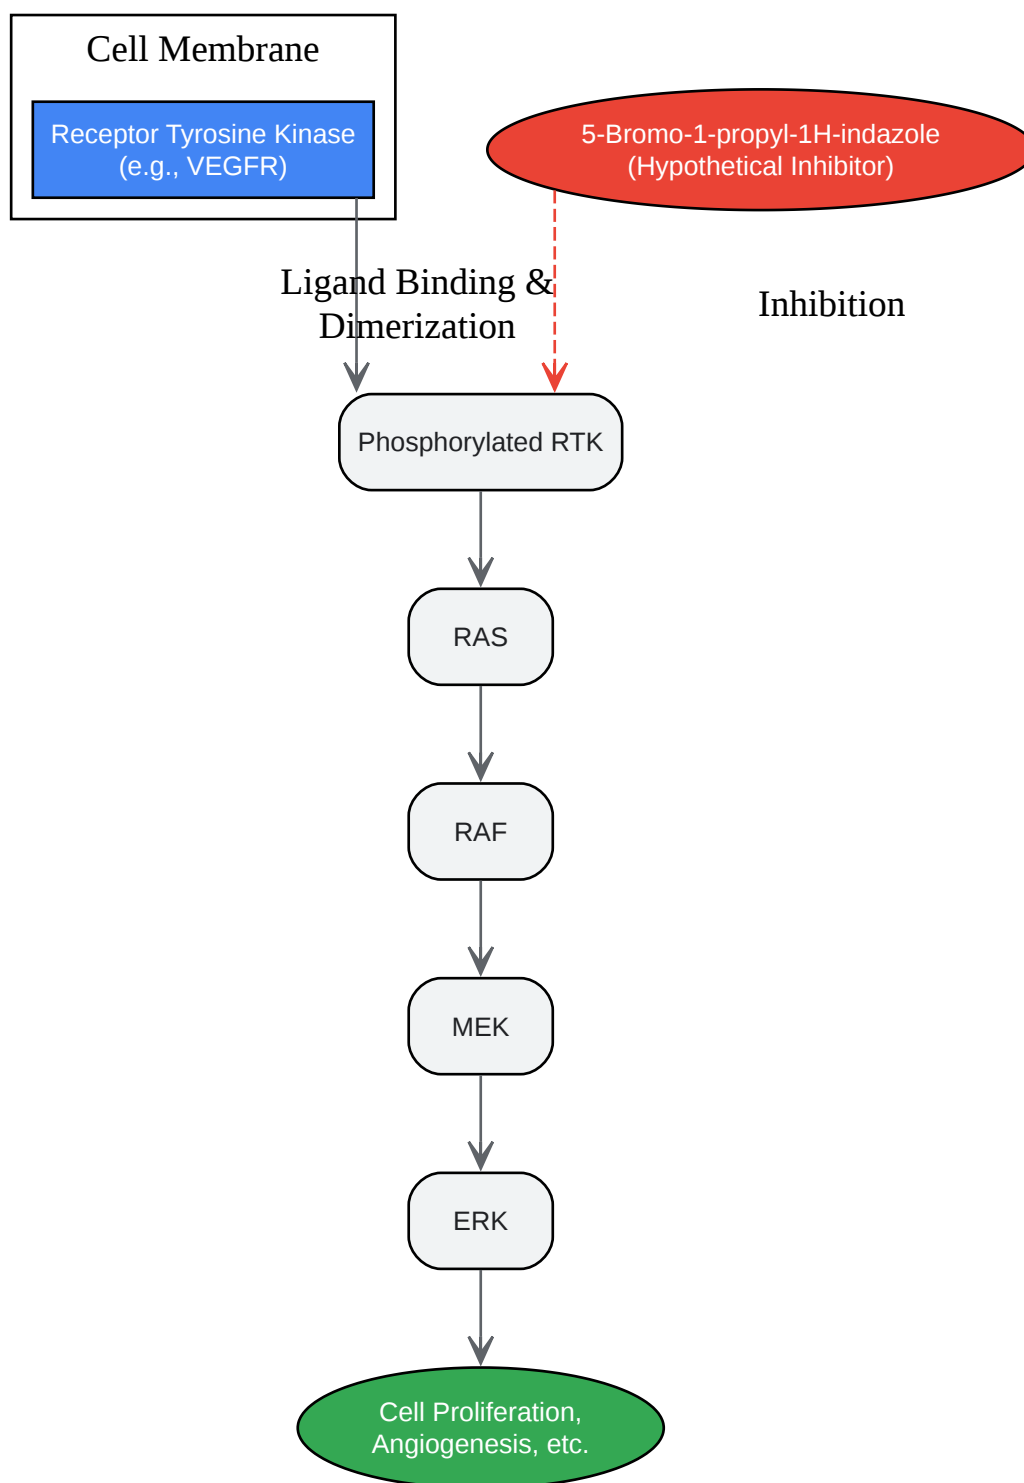 Cell Membrane
Receptor Tyrosine Kinase
(e.g., VEGFR)
5-Bromo-1-propyl-1H-indazole
(Hypothetical Inhibitor)
Ligand Binding &
Dimerization
Inhibition
Phosphorylated RTK
RAS
RAF
MEK
ERK
Cell Proliferation,
Angiogenesis, etc.